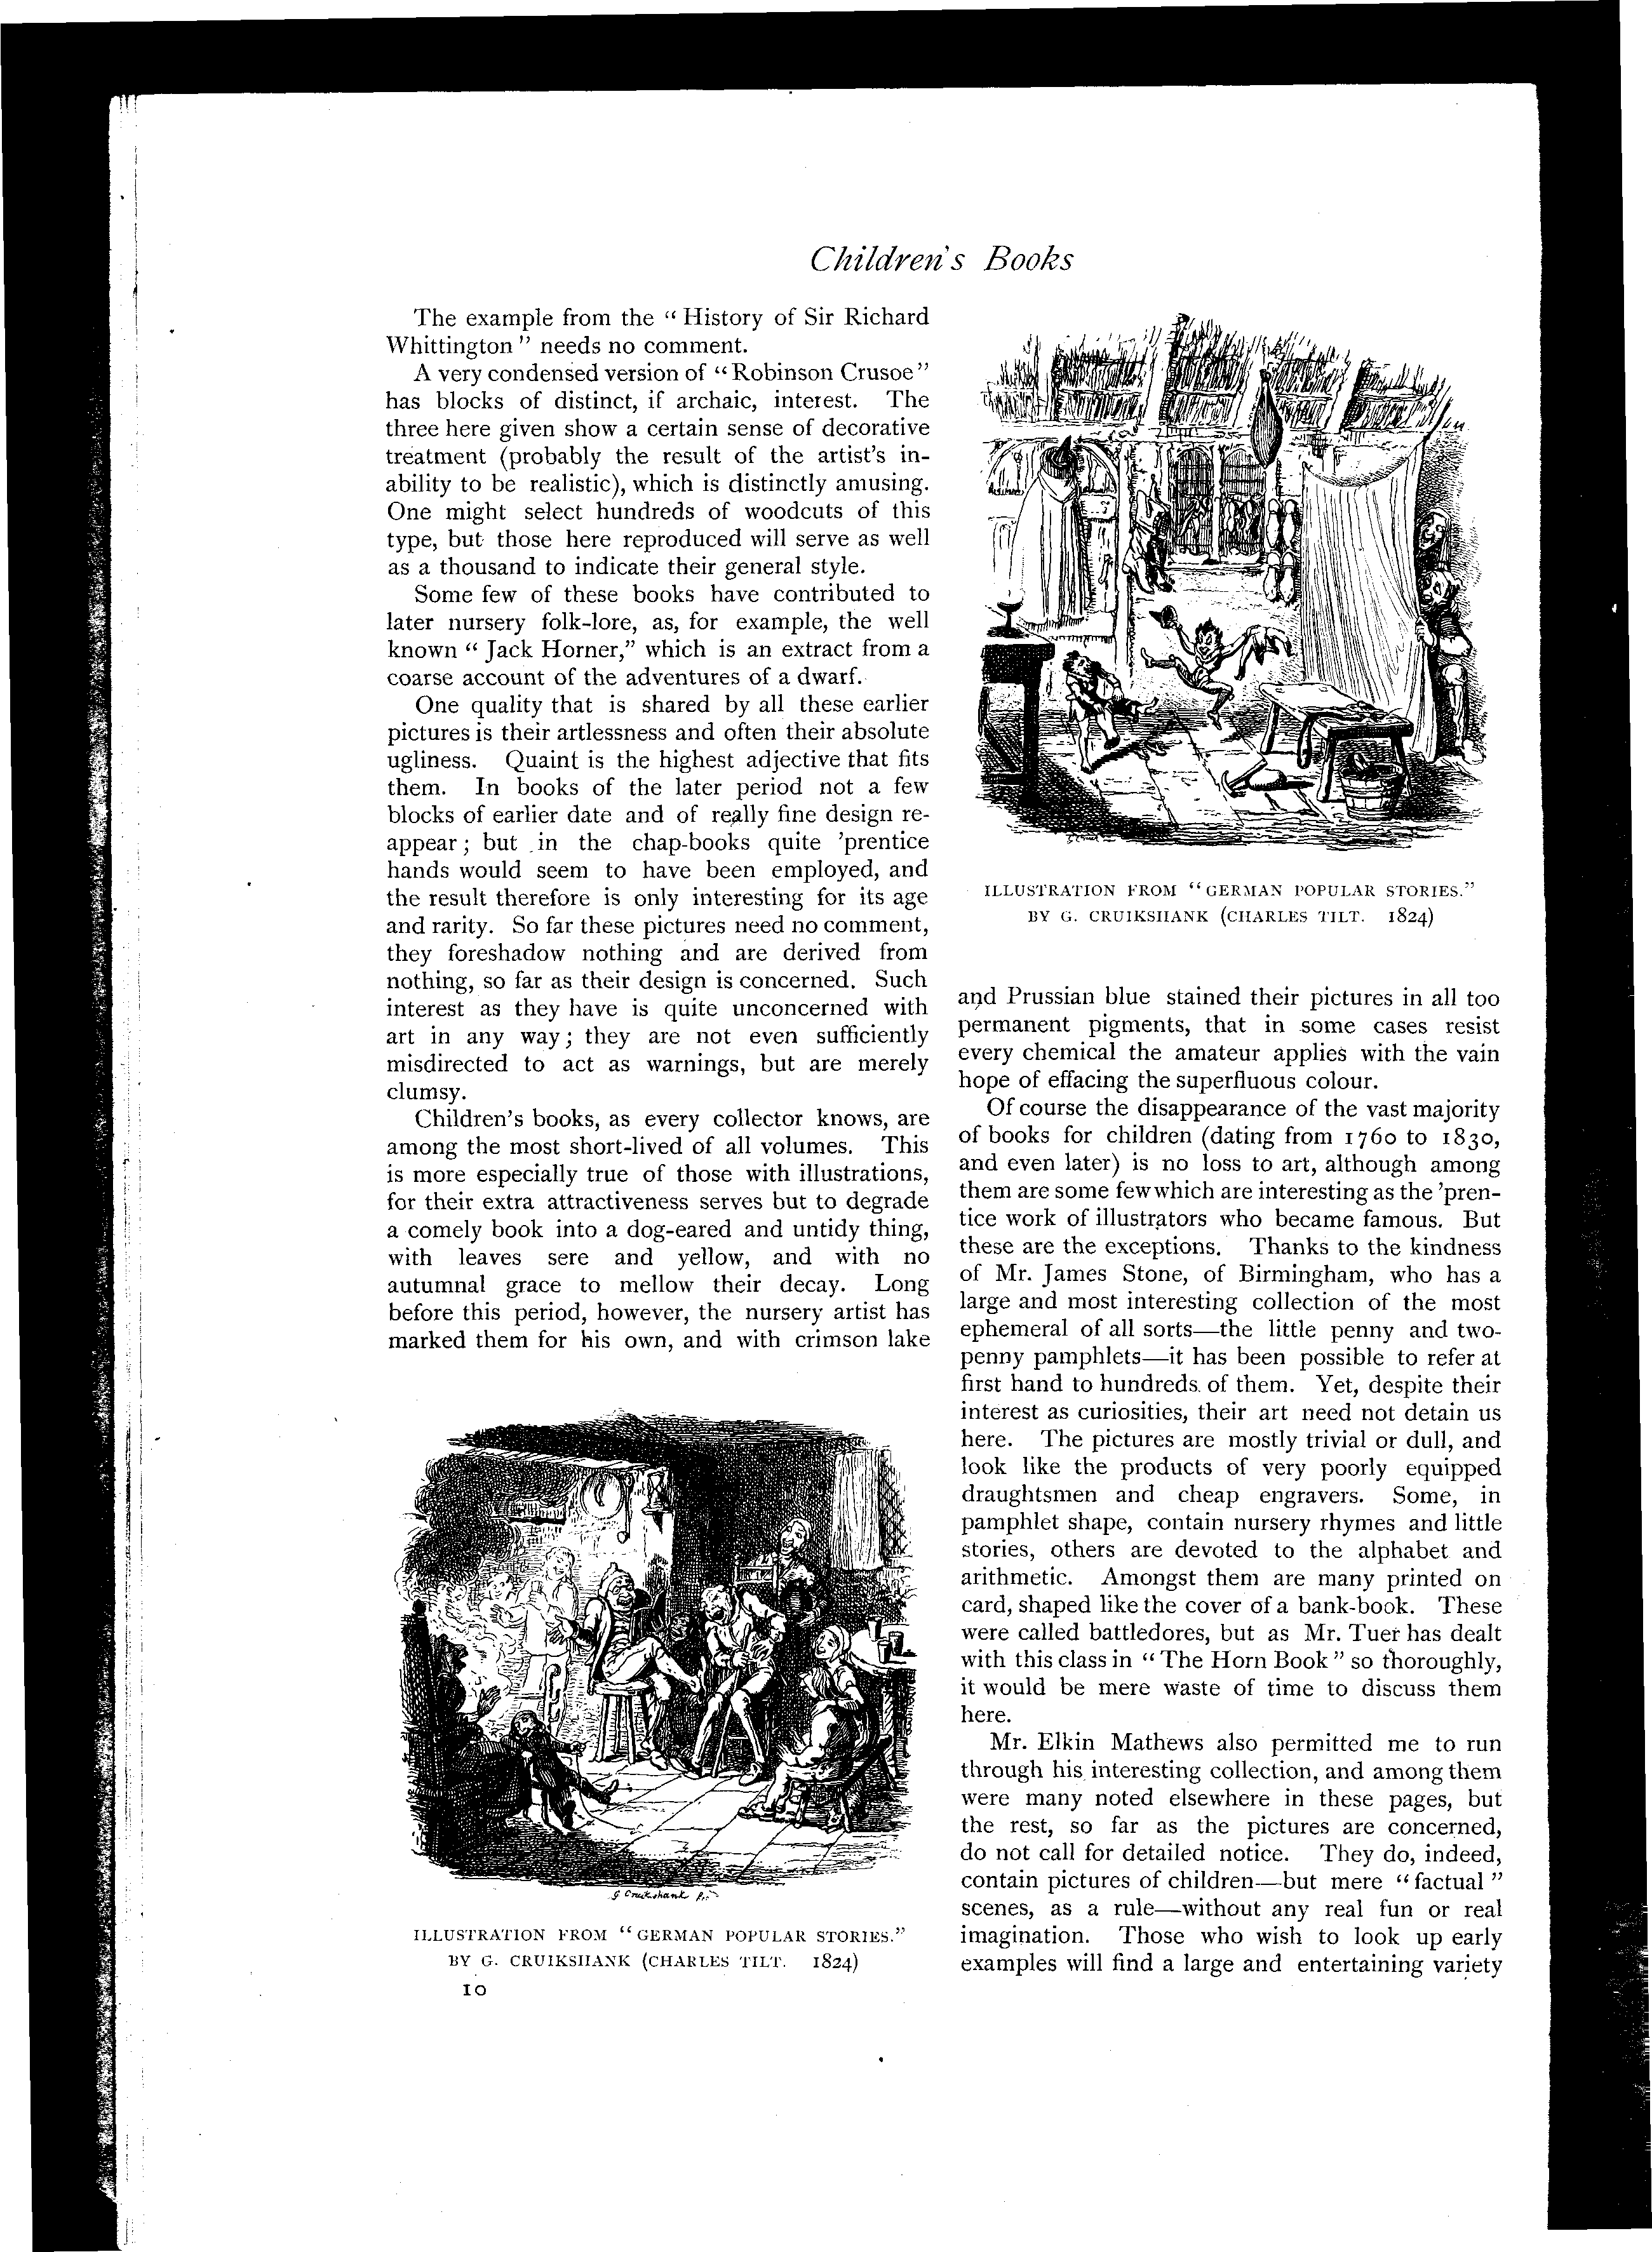 Children's Books
The example from the “ History of Sir Richard
Whittington ” needs no comment.
A very condensed version of “ Robinson Crusoe ”
has blocks of distinct, if archaic, interest. The
three here given show a certain sense of decorative
treatment (probably the result of the artist's in-
ability to be realistic), which is distinctly amusing.
One might select hundreds of woodcuts of this
type, but those here reproduced will serve as well
as a thousand to indicate their general style.
Some few of these books have contributed to
later nursery folk-lore, as, for example, the well
known “ Jack Horner,” which is an extract from a
coarse account of the adventures of a dwarf.
One quality that is shared by all these earlier
pictures is their artlessness and often their absolute
ugliness. Quaint is the highest adjective that fits
them. In books of the later period not a few
blocks of earlier date and of really fine design re-
appear ; but in the chap-books quite 'prentice
hands would seem to have been employed, and
the result therefore is only interesting for its age
and rarity. So far these pictures need no comment,
they foreshadow nothing and are derived from
nothing, so far as their design is concerned. Such
interest as they have is quite unconcerned with
art in any way ; they are not even sufficiently
misdirected to act as warnings, but are merely
clumsy.
Children's books, as every collector knows, are
among the most short-lived of all volumes. This
is more especially true of those with illustrations,
for their extra attractiveness serves but to degrade
a comely book into a dog-eared and untidy thing,
with leaves sere and yellow, and with no
autumnal grace to mellow their decay. Long
before this period, however, the nursery artist has
marked them for his own, and with crimson lake
G Cruikshank
ILLUSTRATION FROM “ GERMAN POPULAR STORIES.”
BY G. CRUIKSHANK (CHARLES TILT. 1824)
10
ILLUSTRATION FROM “ GERMAN POPULAR STORIES.”
BY G. CRUIKSHANK (CHARLES TILT. 1824)
and Prussian blue stained their pictures in all too
permanent pigments, that in some cases resist
every chemical the amateur applies with the vain
hope of effacing the superfluous colour.
Of course the disappearance of the vast majority
of books for children (dating from 1760 to 1830,
and even later) is no loss to art, although among
them are some few which are interesting as the 'pren-
tice work of illustrators who became famous. But
these are the exceptions. Thanks to the kindness
of Mr. James Stone, of Birmingham, who has a
large and most interesting collection of the most
ephemeral of all sorts—the little penny and two-
penny pamphlets—it has been possible to refer at
first hand to hundreds of them. Yet, despite their
interest as curiosities, their art need not detain us
here. The pictures are mostly trivial or dull, and
look like the products of very poorly equipped
draughtsmen and cheap engravers. Some, in
pamphlet shape, contain nursery rhymes and little
stories, others are devoted to the alphabet and
arithmetic. Amongst them are many printed on
card, shaped like the cover of a bank-book. These
were called battledores, but as Mr. Tuer has dealt
with this class in “ The Horn Book ” so thoroughly,
it would be mere waste of time to discuss them
here.
Mr. Elkin Mathews also permitted me to run
through his interesting collection, and among them
were many noted elsewhere in these pages, but
the rest, so far as the pictures are concerned,
do not call for detailed notice. They do, indeed,
contain pictures of children—but mere “ factual ”
scenes, as a rule—without any real fun or real
imagination. Those who wish to look up early
examples will find a large and entertaining variety